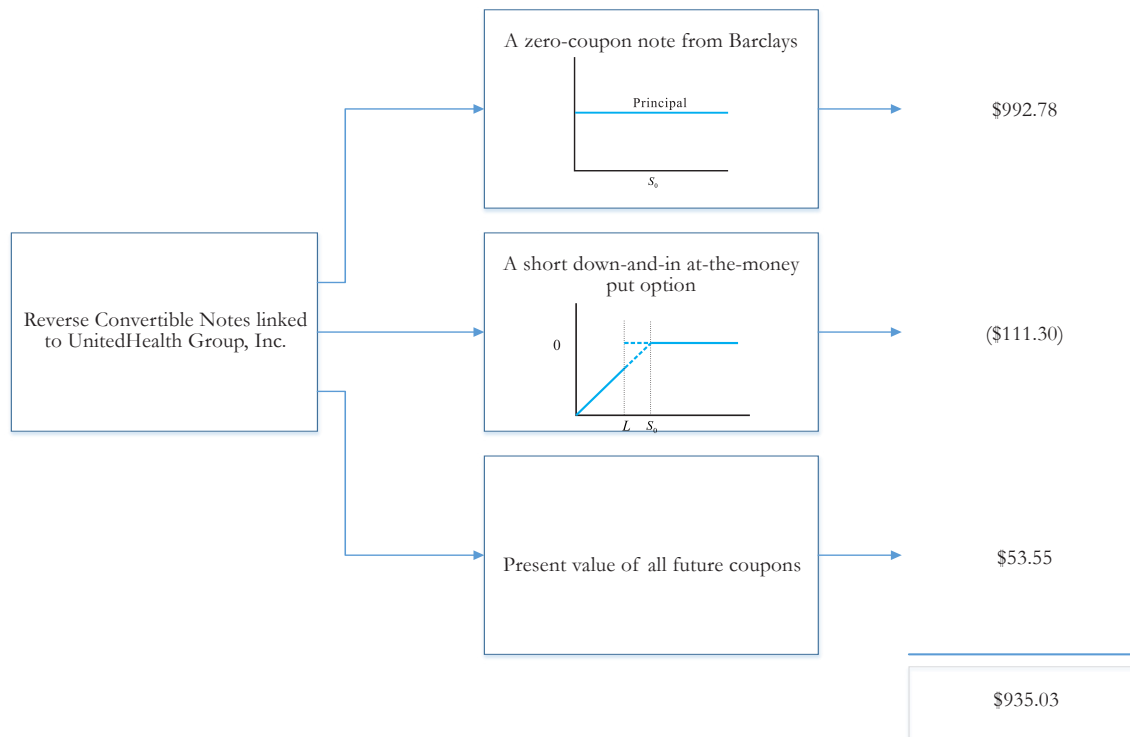 A zero-coupon note from Barclays
Principal
S₀
$992.78
Reverse Convertible Notes linked
to UnitedHealth Group, Inc.
A short down-and-in at-the-money
put option
0
L S₀
($111.30)
Present value of all future coupons
$53.55
$935.03